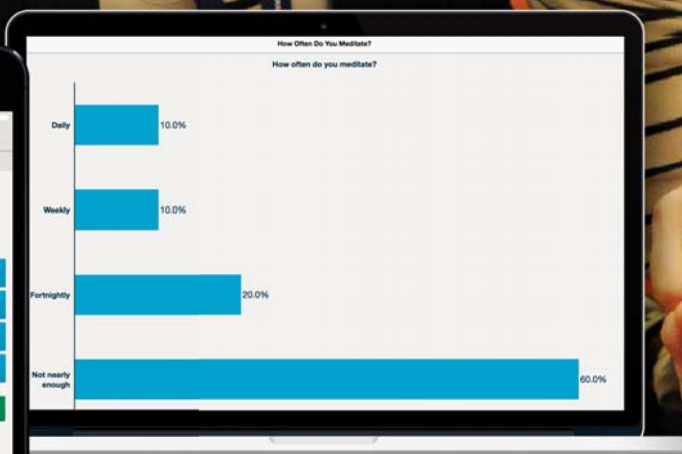 How Often Do You Meditate?
How often do you meditate?
Daily
10.0%
Weekly
10.0%
Fortnightly
20.0%
Not nearly
enough
60.0%